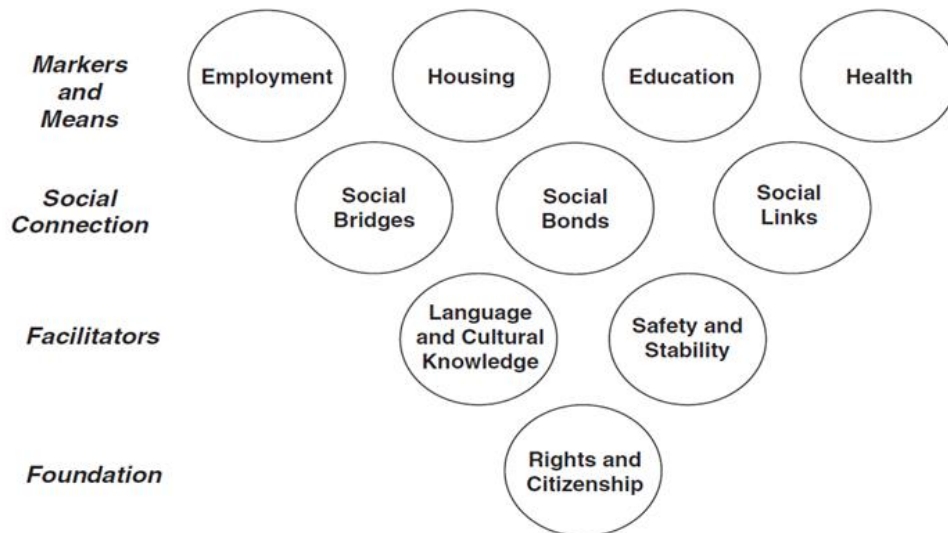 Markers
and
Means
Employment
Housing
Education
Health
Social
Connection
Social
Bridges
Social
Bonds
Social
Links
Facilitators
Language
and Cultural
Knowledge
Safety and
Stability
Foundation
Rights and
Citizenship